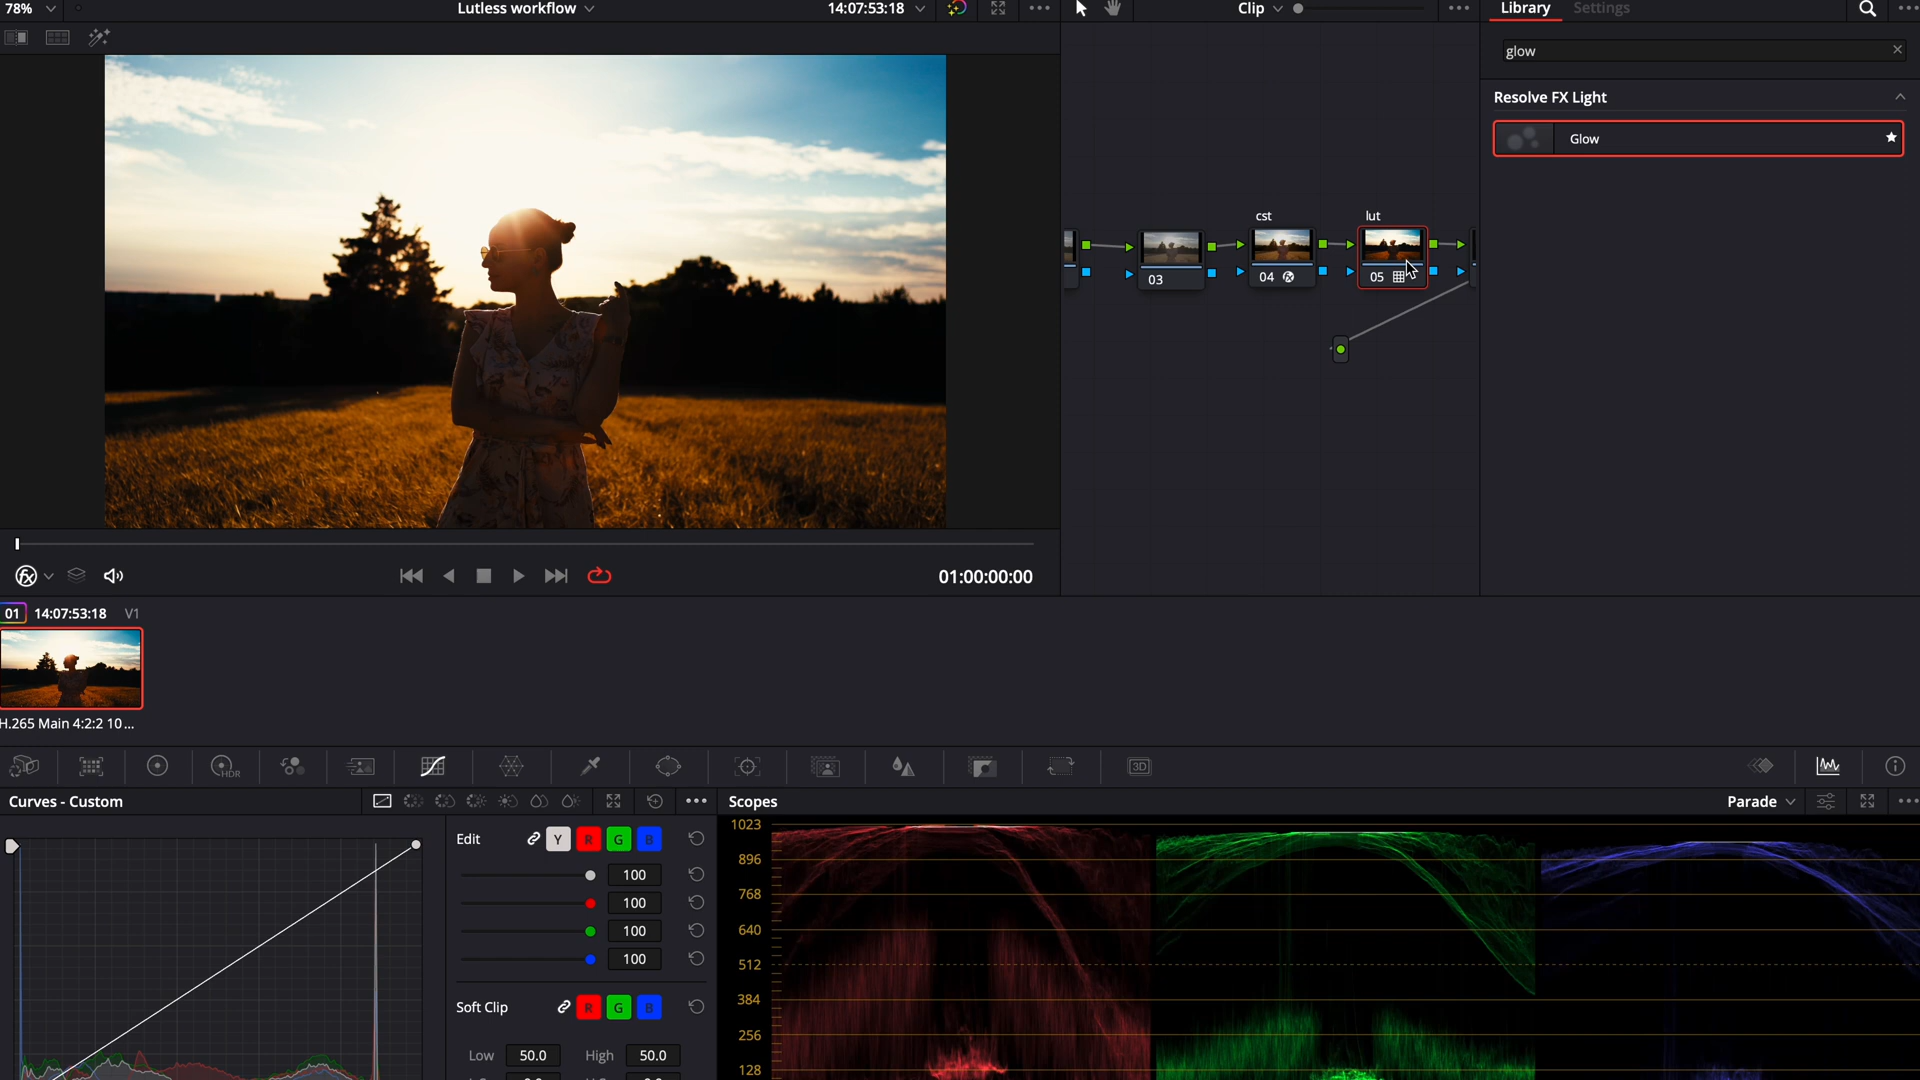 78%
Lutless workflow
14:07:53:18
Clip
Library
Settings
glow
Resolve FX Light
Glow
cst
lut
03
04
05
01:00:00:00
01 14:07:53:18 V1
H.265 Main 4:2:2 10...
HDR
3D
Curves - Custom
Scopes
Parade
Edit
Y R G B
100
100
100
100
Soft Clip
R G B
Low 50.0 High 50.0
1023
896
768
640
512
384
256
128